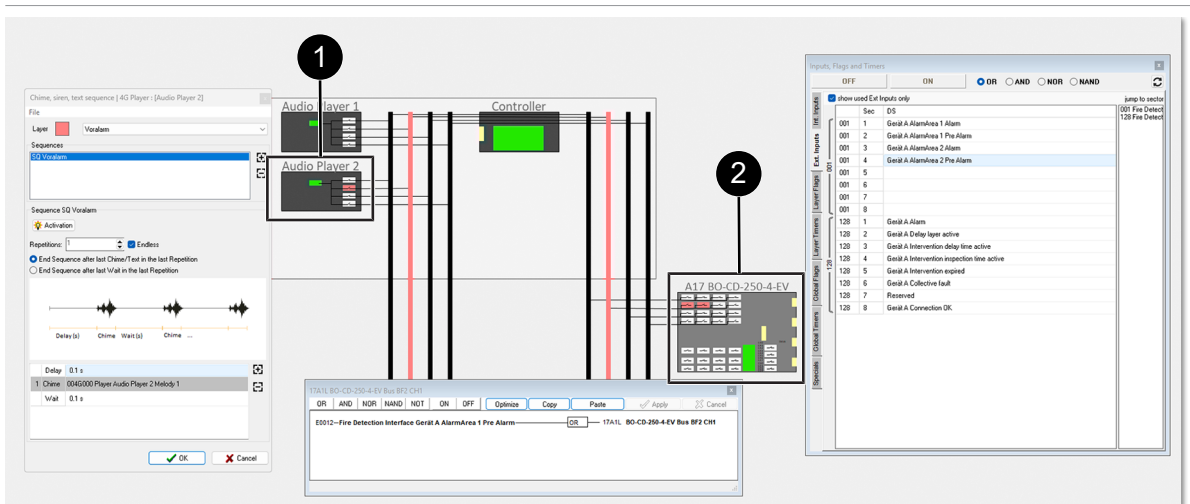 1
2
Chime, siren, text sequence | 4G Player : [Audio Player 2]
File
Layer Voralarm
Sequences
SQ Voralarm
Sequence SQ Voralarm
Activation
Repetitions: 1 Endless
End Sequence after last Chime/Text in the last Repetition
End Sequence after last Wait in the last Repetition
Delay (s) Chime Wait (s) Chime ...
Delay 0.1 s
1 Chime 004G000 Player Audio Player 2 Melody 1
Wait 0.1 s
OK Cancel
Audio Player 1
Controller
Audio Player 2
A17 BO-CD-250-4-EV
17A1L BO-CD-250-4-EV Bus BF2 CH1
OR AND NOR NAND NOT ON OFF Optimize Copy Paste Apply Cancel
E0012—Fire Detection Interface Gerät A AlarmArea 1 Pre Alarm OR 17A1L BO-CD-250-4-EV Bus BF2 CH1
Inputs, Flags and Timers
OFF ON OR AND NOR NAND
show used Ext Inputs only
jump to sector
001 Fire Detect
128 Fire Detect
Int. Inputs
Ext. Inputs
Layer Flags
Layer Timers
Global Flags
Global Timers
Specials
Sec DS
001
001 1 Gerät A AlarmArea 1 Alarm
001 2 Gerät A AlarmArea 1 Pre Alarm
001 3 Gerät A AlarmArea 2 Alarm
001 4 Gerät A AlarmArea 2 Pre Alarm
001 5
001 6
001 7
001 8
128
128 1 Gerät A Alarm
128 2 Gerät A Delay layer active
128 3 Gerät A Intervention delay time active
128 4 Gerät A Intervention inspection time active
128 5 Gerät A Intervention expired
128 6 Gerät A Collective fault
128 7 Reserved
128 8 Gerät A Connection OK